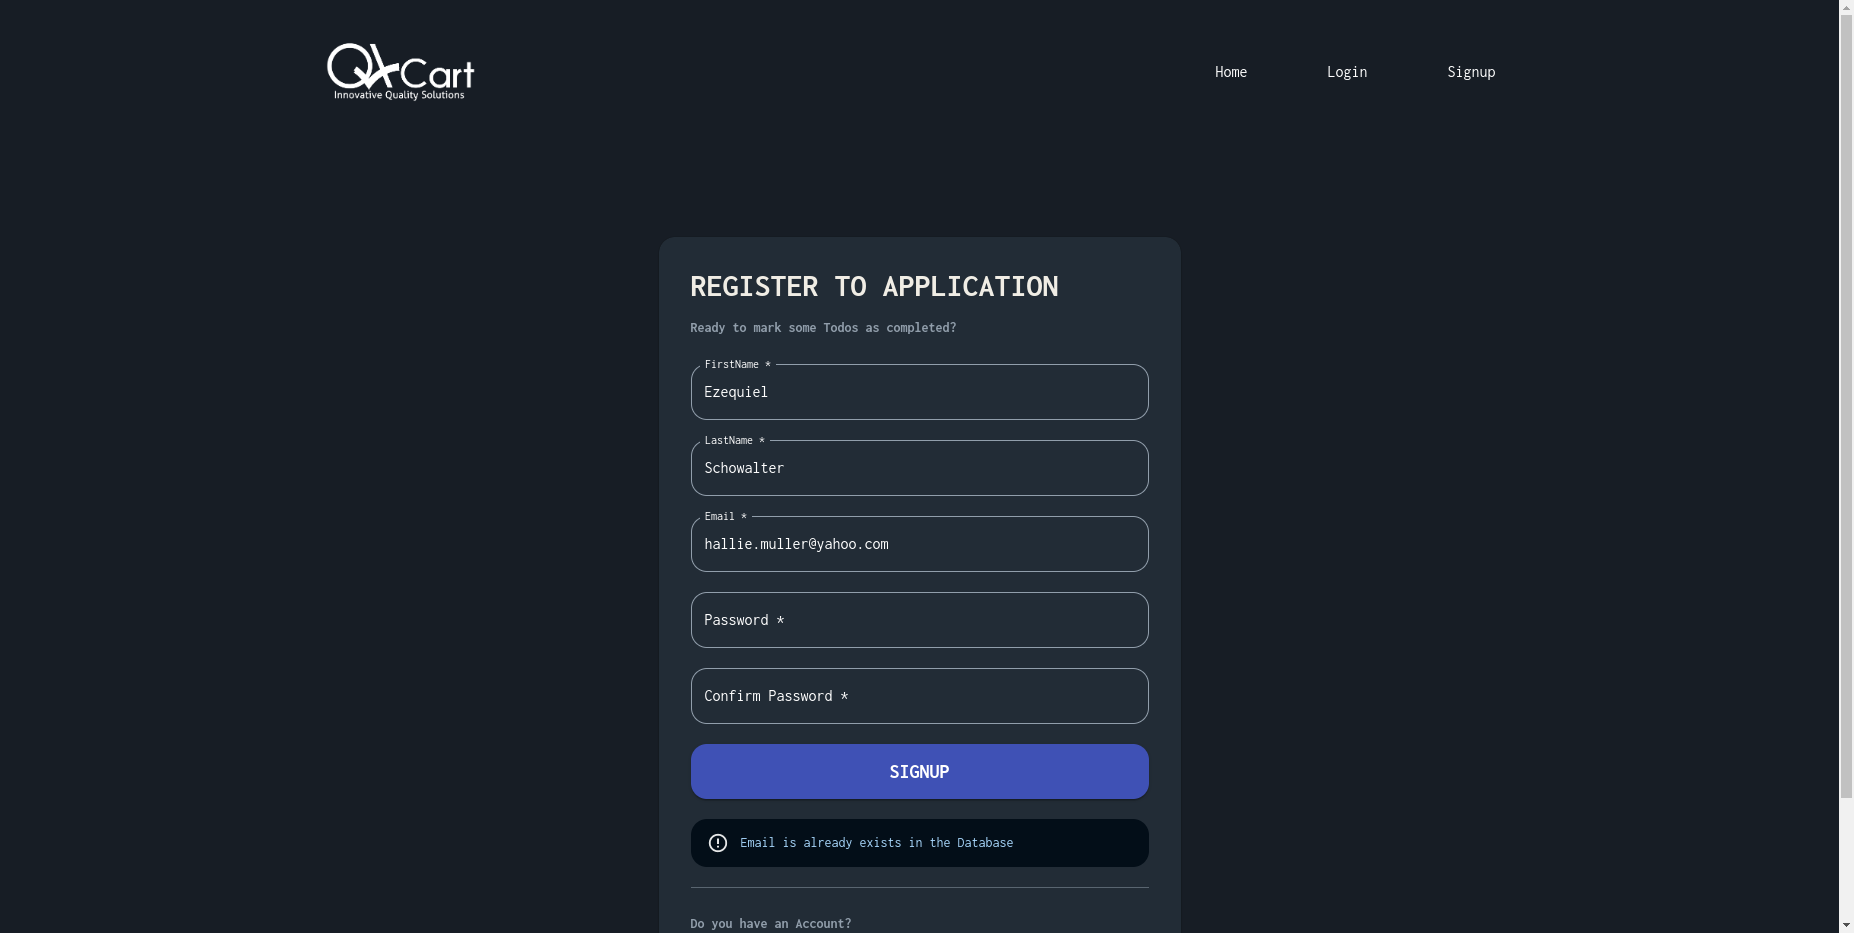 QACart
Innovative Quality Solutions
Home
Login
Signup
REGISTER TO APPLICATION
Ready to mark some Todos as completed?
FirstName *
Ezequiel
LastName *
Schowalter
Email *
hallie.muller@yahoo.com
Password *
Confirm Password *
SIGNUP
Email is already exists in the Database
Do you have an Account?